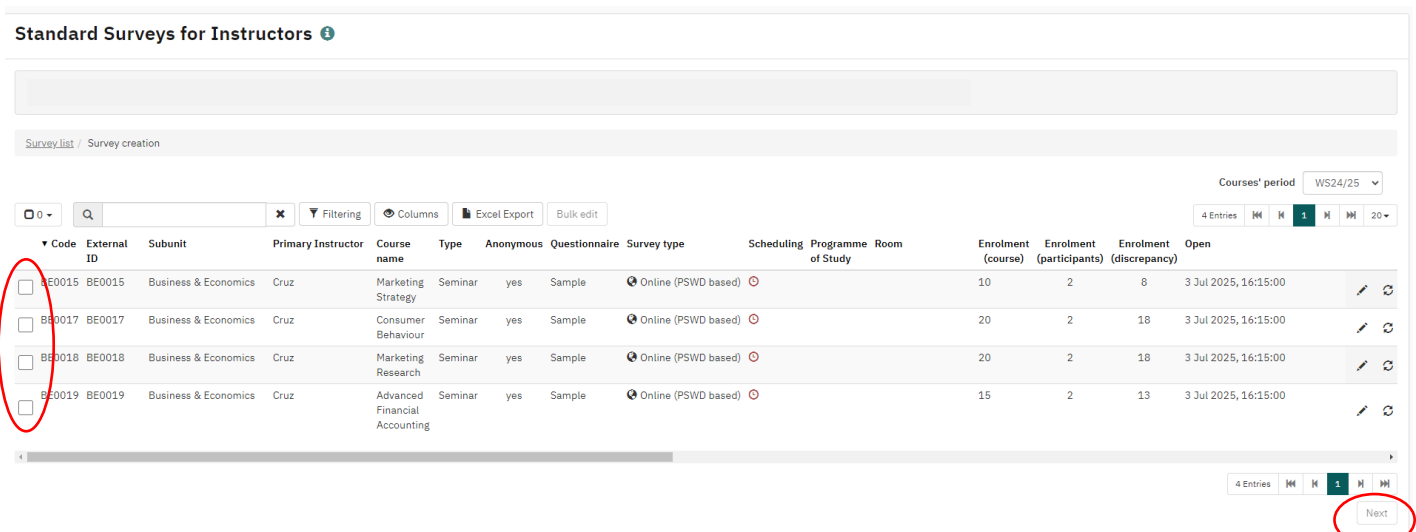 Standard Surveys for Instructors
Survey list / Survey creation
Courses' period WS24/25
0 Filtering Columns Excel Export Bulk edit 4 Entries 1 20
Code External ID Subunit Primary Instructor Course name Type Anonymous Questionnaire Survey type Scheduling Programme of Study Room Enrolment (course) Enrolment (participants) Enrolment (discrepancy) Open
BE0015 BE0015 Business & Economics Cruz Marketing Strategy Seminar yes Sample Online (PSWD based) 10 2 8 3 Jul 2025, 16:15:00
BE0017 BE0017 Business & Economics Cruz Consumer Behaviour Seminar yes Sample Online (PSWD based) 20 2 18 3 Jul 2025, 16:15:00
BE0018 BE0018 Business & Economics Cruz Marketing Research Seminar yes Sample Online (PSWD based) 20 2 18 3 Jul 2025, 16:15:00
BE0019 BE0019 Business & Economics Cruz Advanced Financial Accounting Seminar yes Sample Online (PSWD based) 15 2 13 3 Jul 2025, 16:15:00
4 Entries 1
Next